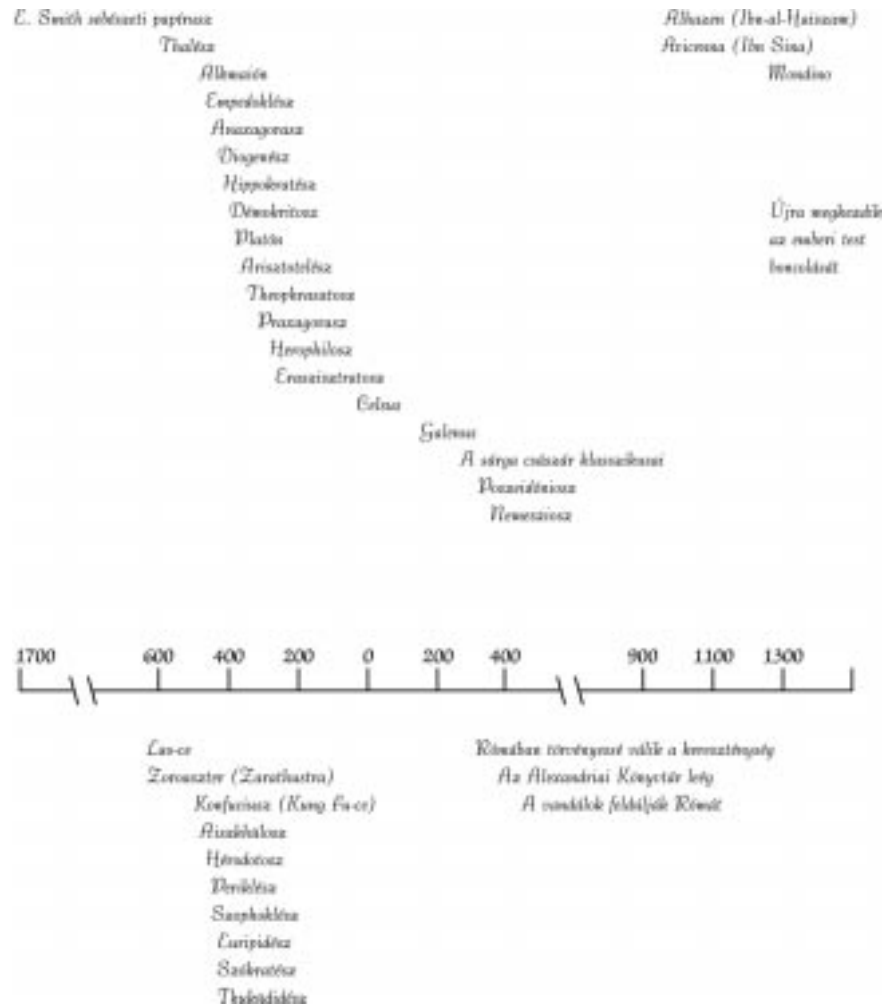 E. Smith sebészeti papirusz
Thalész
Alkmaión
Empedoklész
Anaxagorasz
Diogenész
Hippokratész
Démokritosz
Platón
Arisztotelész
Theophrasztosz
Praxagorasz
Herophilosz
Eraszisztratosz
Celsus
Galenus
A sárga császár klasszikusai
Poszeidóniosz
Nemesziosz
Alhazen (Ibn-al-Haiszam)
Avicenna (Ibn Sina)
Mondino
Újra megkezdik
az emberi test
boncolását
1700 600 400 200 0 200 400 900 1100 1300
Lao-ce
Zoroaszter (Zarathustra)
Konfuciusz (Kung Fu-ce)
Aiszkhülosz
Hérodotosz
Periklész
Szophoklész
Euripidész
Szókratész
Thuküdidész
Rómában törvényessé válik a kereszténység
Az Alexandriai Könyvtár leég
A vandálok feldúlják Rómát